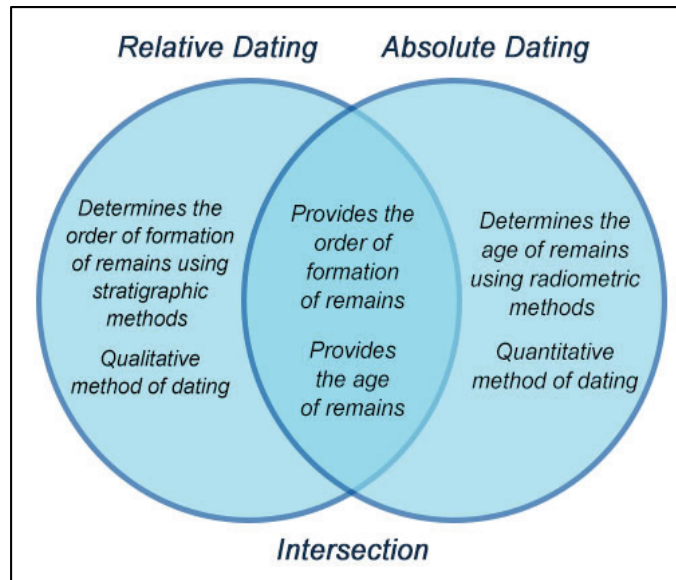 Relative Dating
Absolute Dating
Determines the
order of formation
of remains using
stratigraphic
methods
Qualitative
method of dating
Provides the
order of
formation
of remains
Provides
the age
of remains
Determines the
age of remains
using radiometric
methods
Quantitative
method of dating
Intersection